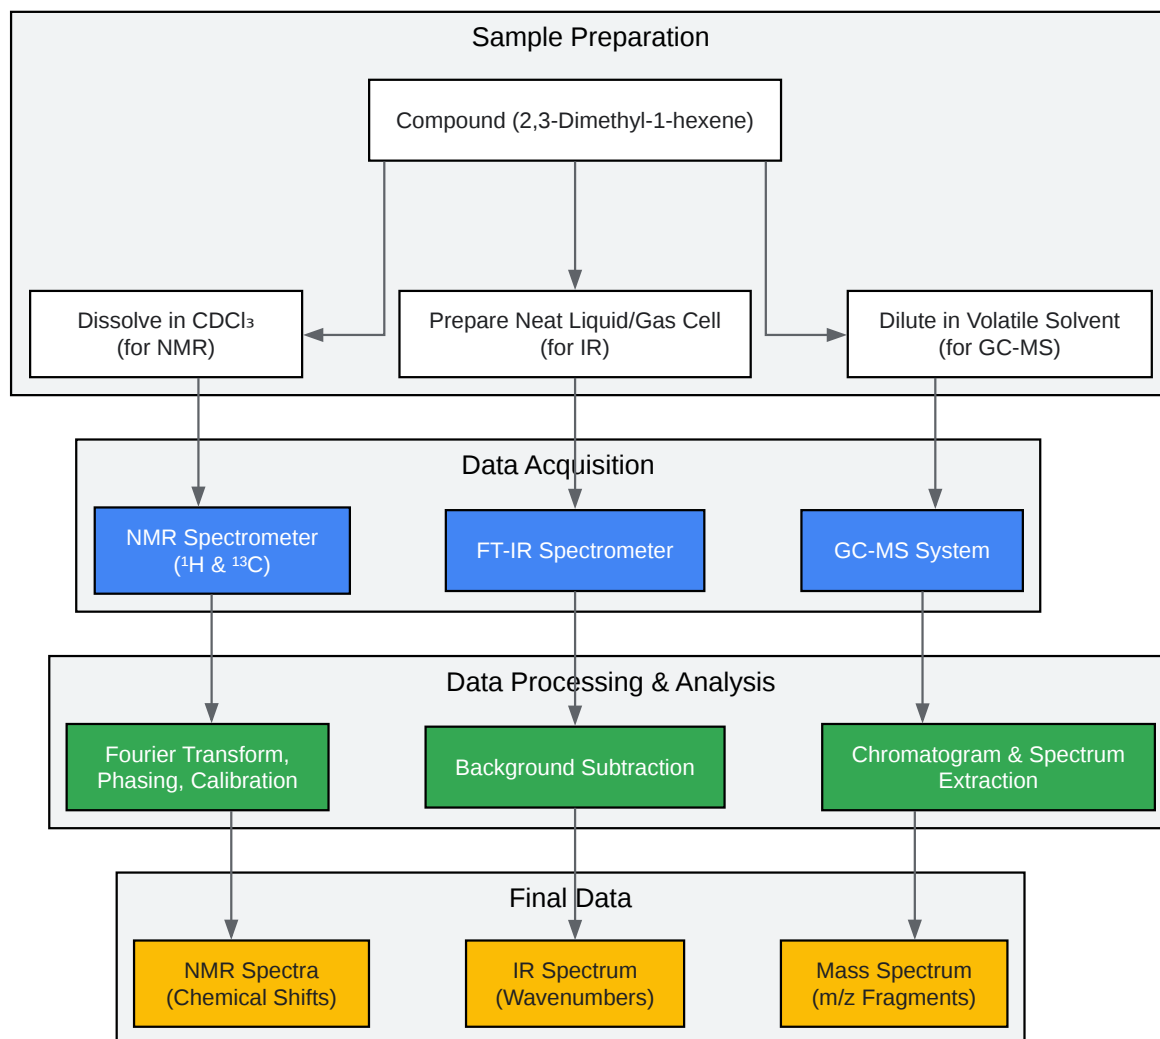 Sample Preparation
Compound (2,3-Dimethyl-1-hexene)
Dissolve in CDCl₃
(for NMR)
Prepare Neat Liquid/Gas Cell
(for IR)
Dilute in Volatile Solvent
(for GC-MS)
Data Acquisition
NMR Spectrometer
(¹H & ¹³C)
FT-IR Spectrometer
GC-MS System
Data Processing & Analysis
Fourier Transform,
Phasing, Calibration
Background Subtraction
Chromatogram & Spectrum
Extraction
Final Data
NMR Spectra
(Chemical Shifts)
IR Spectrum
(Wavenumbers)
Mass Spectrum
(m/z Fragments)